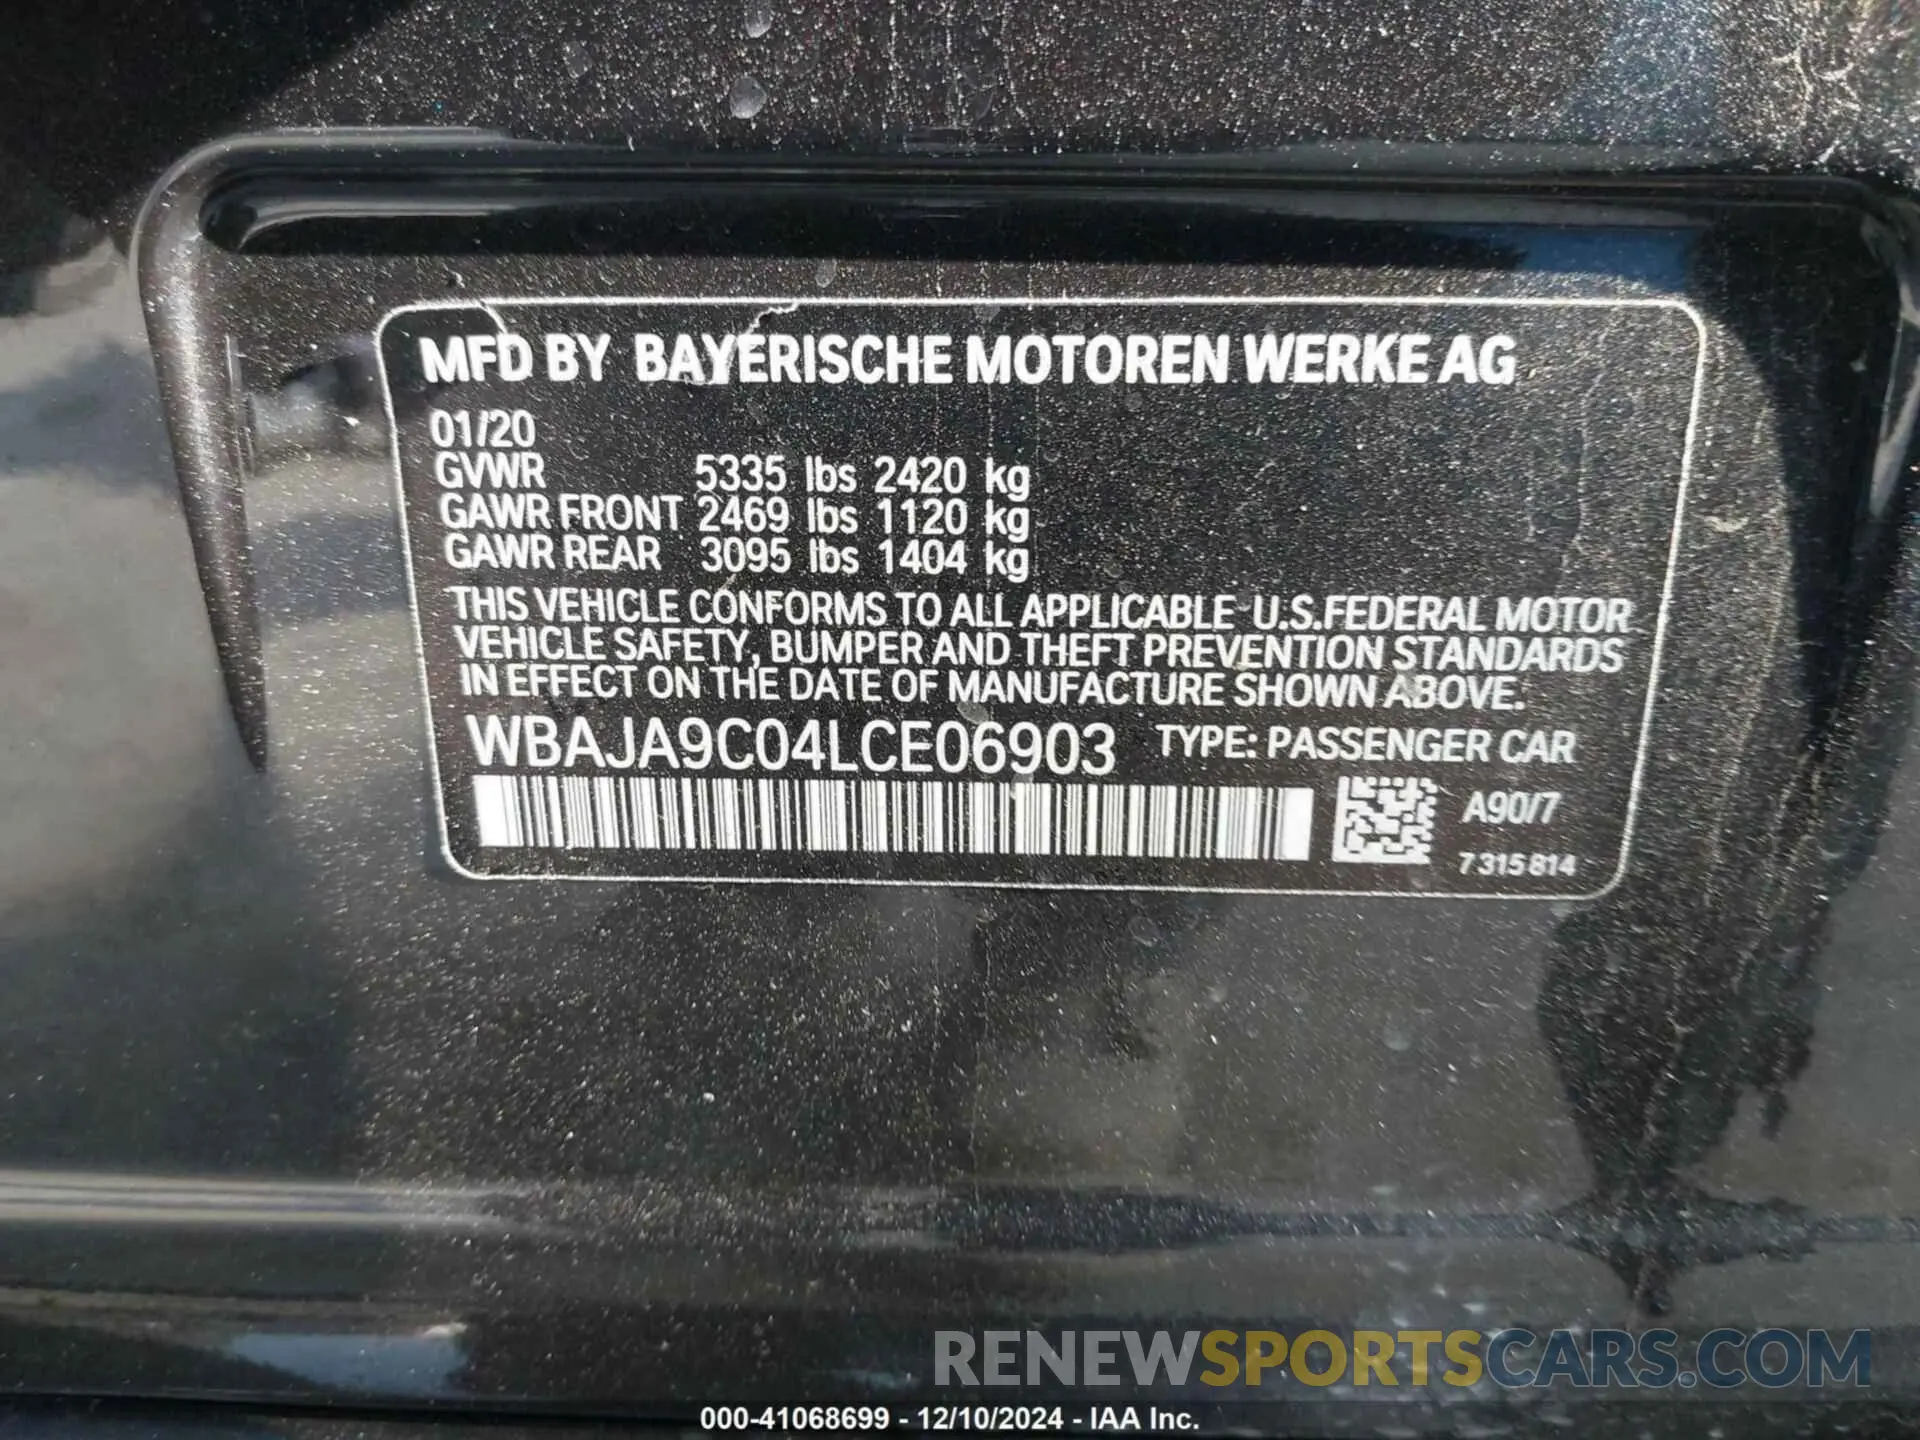 MFD BY BAYERISCHE MOTOREN WERKE AG
01/20
GVWR 5335 lbs 2420 kg
GAWR FRONT 2469 lbs 1120 kg
GAWR REAR 3095 lbs 1404 kg
THIS VEHICLE CONFORMS TO ALL APPLICABLE U.S.FEDERAL MOTOR
VEHICLE SAFETY, BUMPER AND THEFT PREVENTION STANDARDS
IN EFFECT ON THE DATE OF MANUFACTURE SHOWN ABOVE.
WBAJA9C04LCE06903 TYPE: PASSENGER CAR
A90/7
7 315 814
RENEWSPORTSCARS.COM
000-41068699 - 12/10/2024 - IAA Inc.